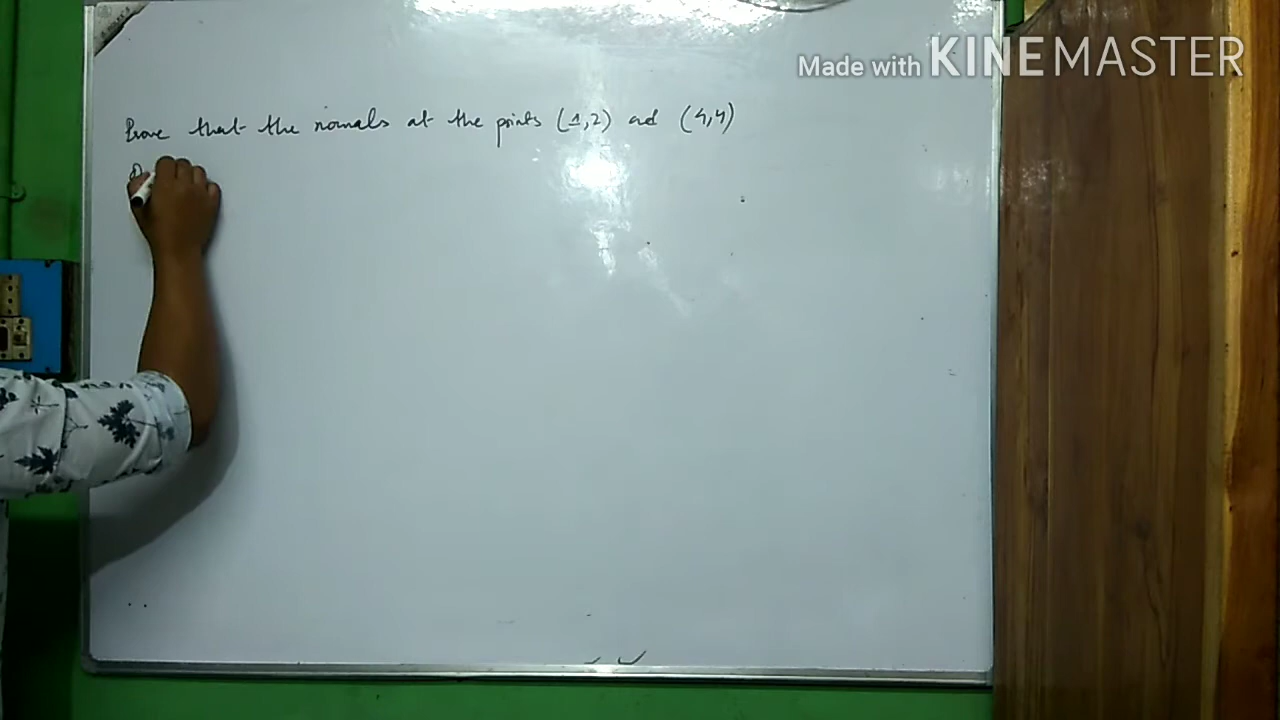 Made with KINEMASTER
Prove that the normals at the points (1,2) and (4,4)